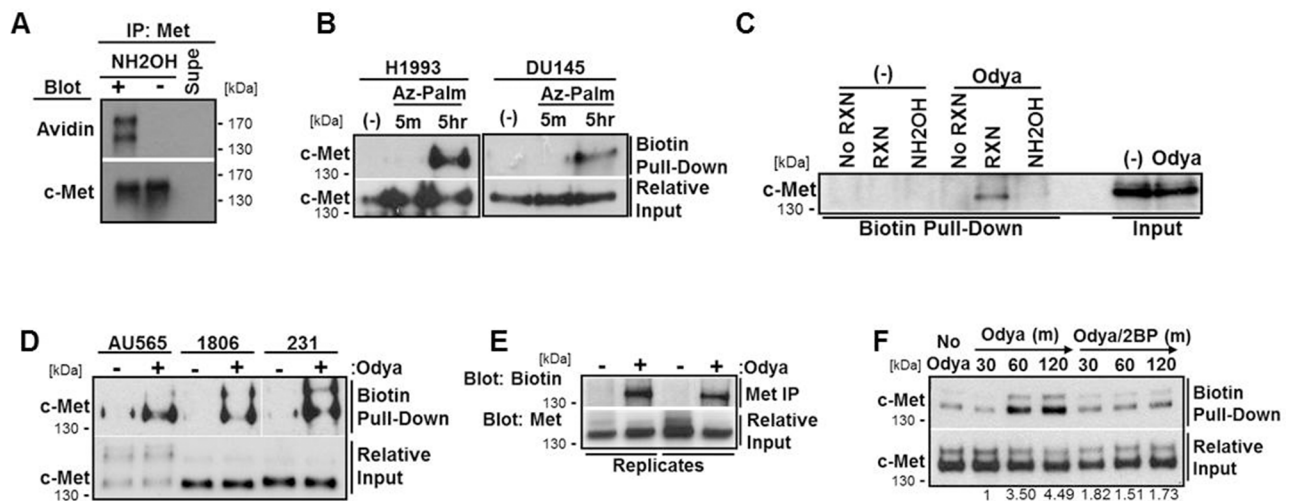 A
IP: Met
NH2OH
Supe
Blot
+ -
[kDa]
Avidin
- 170
- 130
c-Met
- 170
- 130
B
H1993 DU145
Az-Palm Az-Palm
[kDa] (-) 5m 5hr (-) 5m 5hr
c-Met
130 -
Biotin
Pull-Down
c-Met
130 -
Relative
Input
C
(-) Odya
No RXN
RXN
NH2OH
No RXN
RXN
NH2OH
[kDa]
(-) Odya
c-Met
130 -
Biotin Pull-Down Input
D
AU565 1806 231
[kDa] - + - + - + :Odya
c-Met
130 -
Biotin
Pull-Down
c-Met
130 -
Relative
Input
E
[kDa] - + - + :Odya
Blot: Biotin
Met IP
Blot: Met
130 -
Relative
Input
Replicates
F
No
Odya
Odya (m) Odya/2BP (m)
[kDa] 30 60 120 30 60 120
c-Met
130 -
Biotin
Pull-Down
c-Met
130 -
Relative
Input
1 3.50 4.49 1.82 1.51 1.73